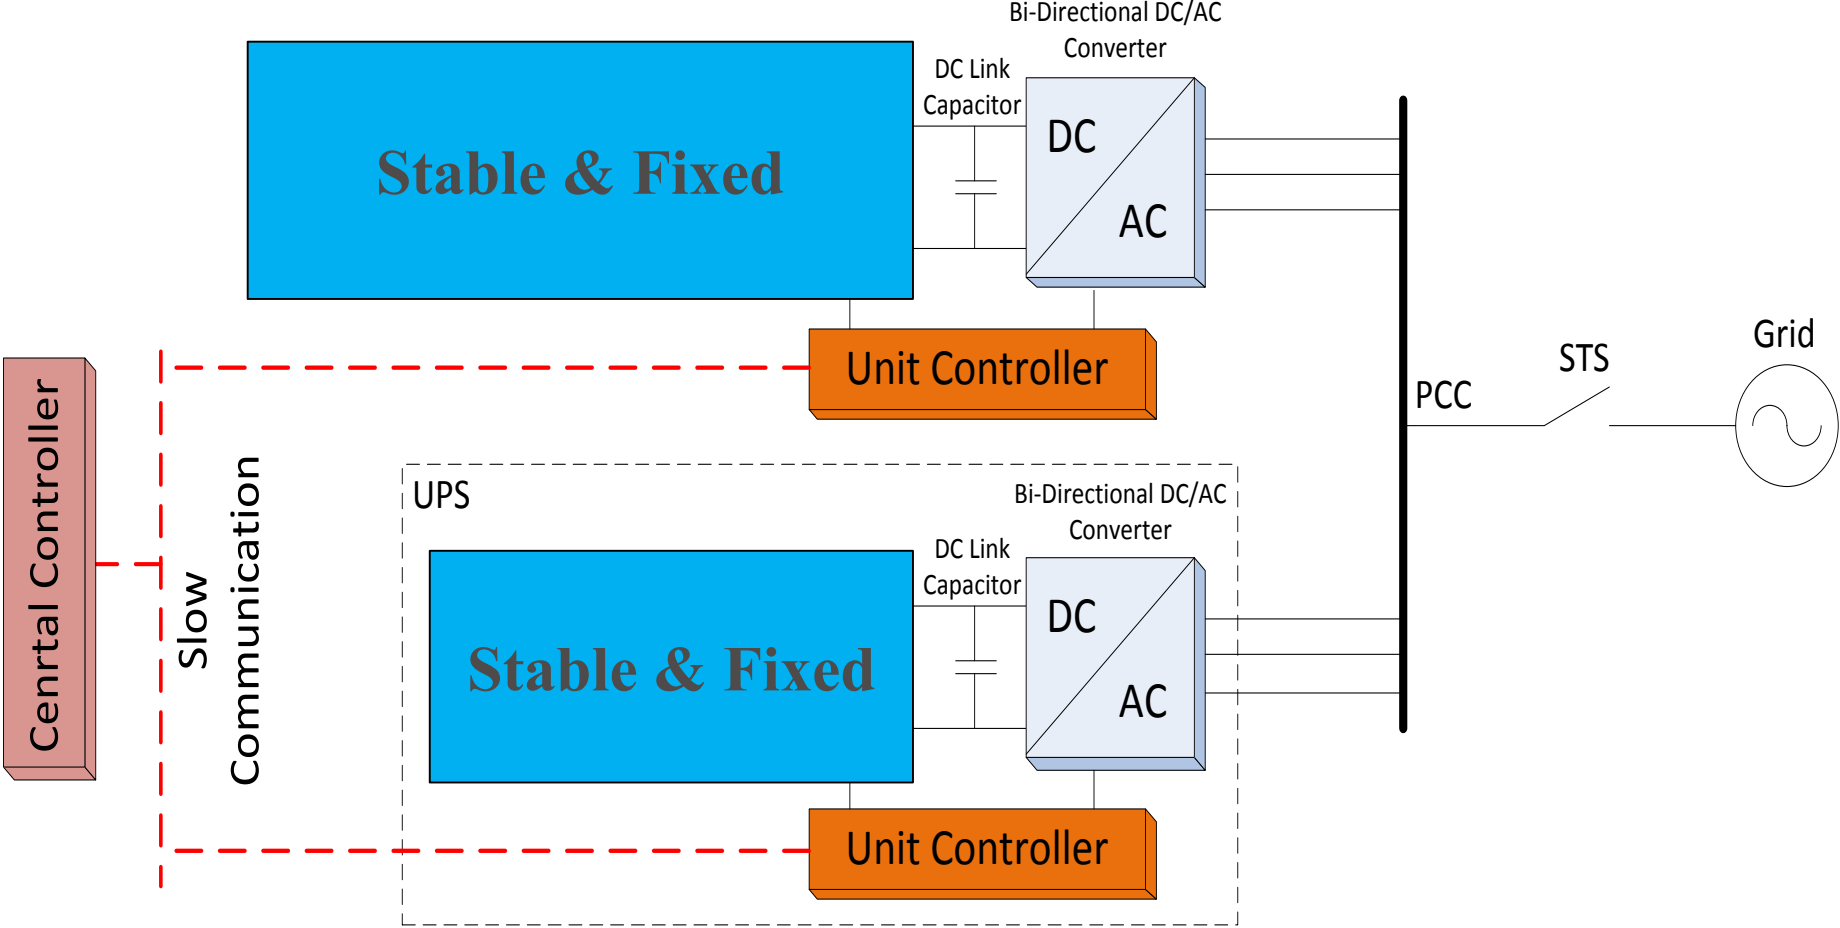 Bi-Directional DC/AC
Converter
DC Link
Capacitor
DC
AC
Stable & Fixed
Unit Controller
Grid
STS
PCC
Cenrtal Controller
Slow
Communication
UPS
Bi-Directional DC/AC
Converter
DC Link
Capacitor
DC
AC
Stable & Fixed
Unit Controller